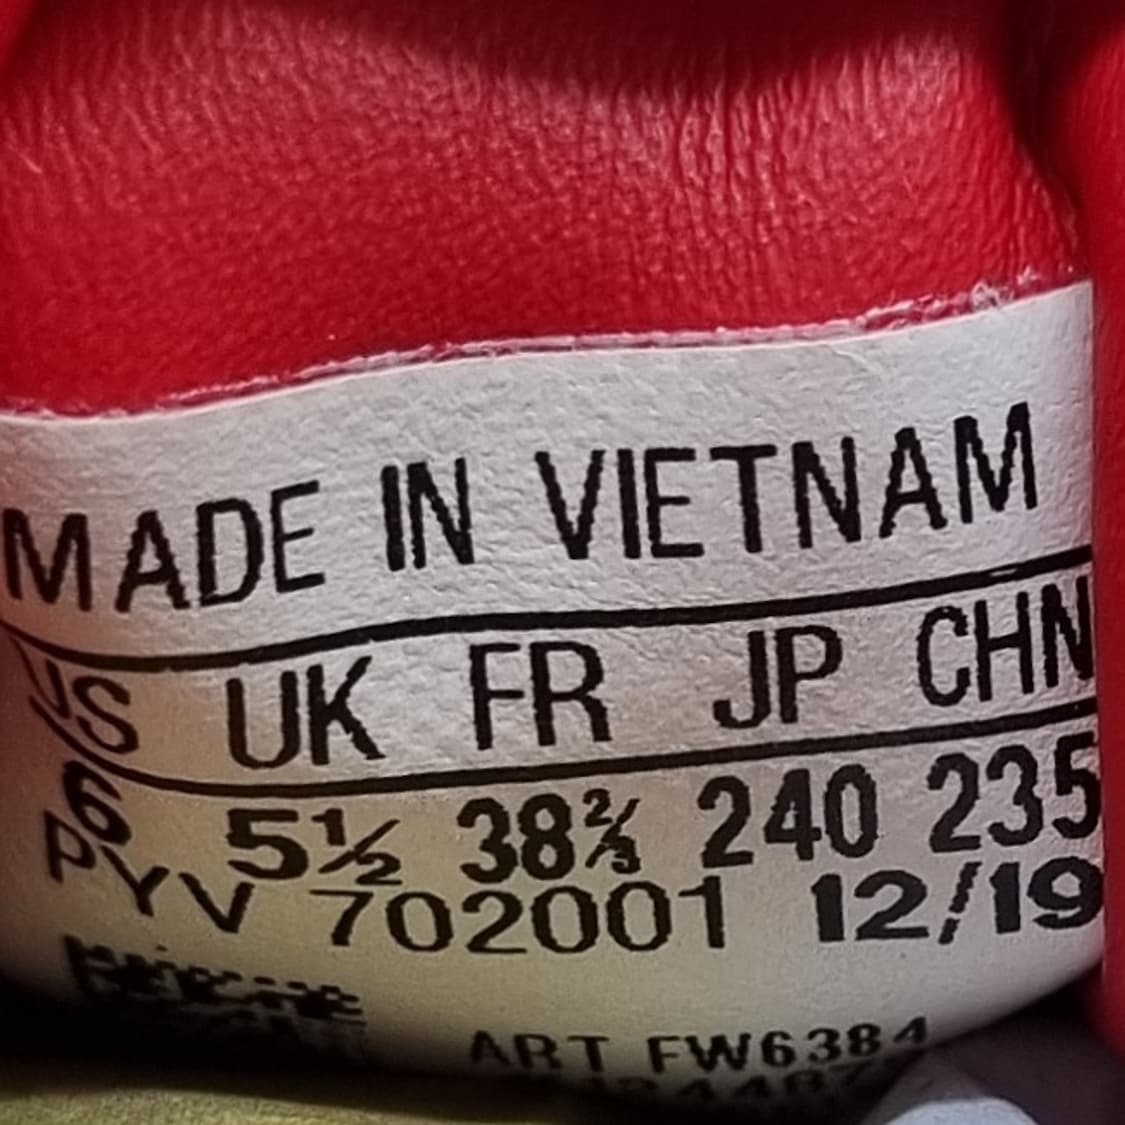 MADE IN VIETNAM
US UK FR JP CHN
6 5½ 38⅔ 240 235
PYV 702001 12/19
ART FW6384